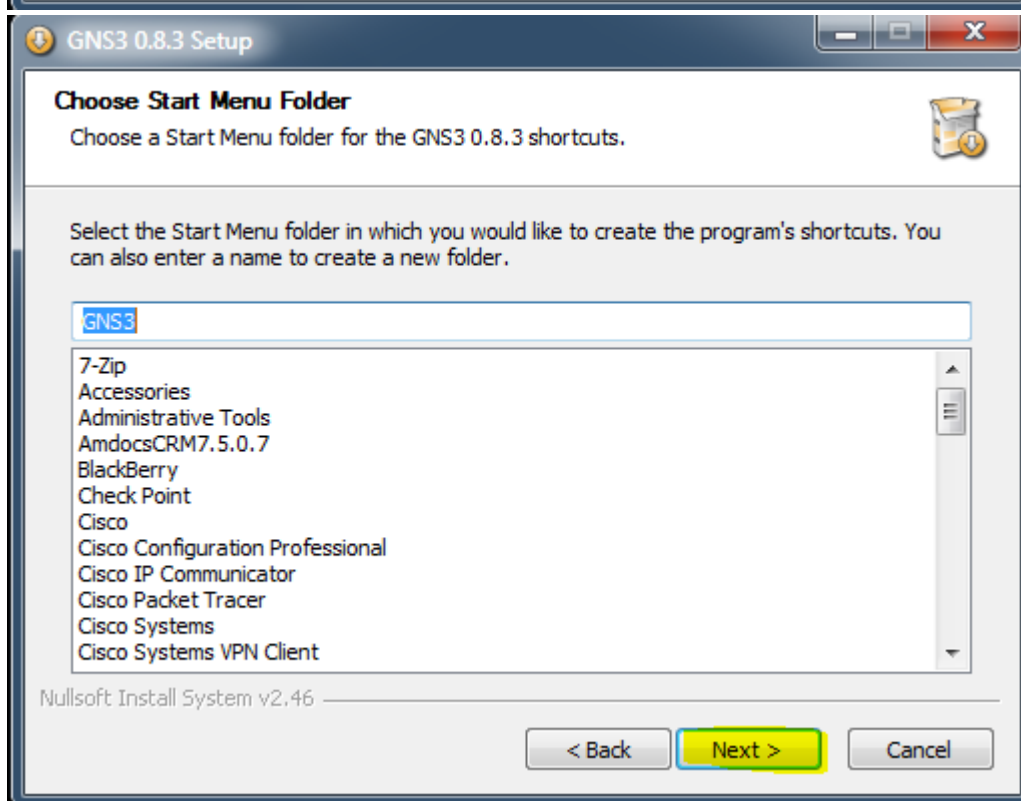 GNS3 0.8.3 Setup
Choose Start Menu Folder
Choose a Start Menu folder for the GNS3 0.8.3 shortcuts.
Select the Start Menu folder in which you would like to create the program's shortcuts. You
can also enter a name to create a new folder.
GNS3
7-Zip
Accessories
Administrative Tools
AmdocsCRM7.5.0.7
BlackBerry
Check Point
Cisco
Cisco Configuration Professional
Cisco IP Communicator
Cisco Packet Tracer
Cisco Systems
Cisco Systems VPN Client
Nullsoft Install System v2.46
< Back
Next >
Cancel